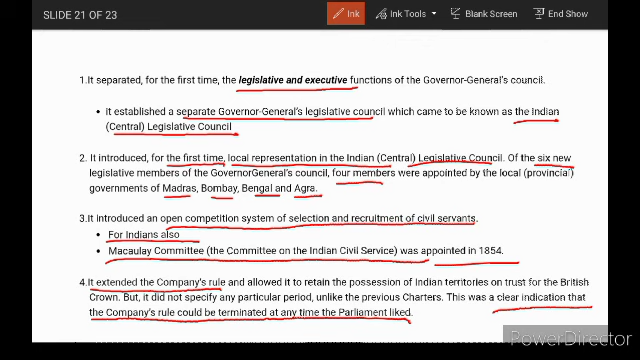 SLIDE 21 OF 23
Ink
Ink Tools
Blank Screen
End Show
1.It separated, for the first time, the legislative and executive functions of the Governor-General's council.
• it established a separate Governor-General's legislative council which came to be known as the Indian
(Central) Legislative Council
2. It introduced, for the first time, local representation in the Indian (Central) Legislative Council. Of the six new
legislative members of the GovernorGeneral's council, four members were appointed by the local (provincial)
governments of Madras, Bombay, Bengal and Agra.
3.It introduced an open competition system of selection and recruitment of civil servants.
• For Indians also
• Macaulay Committee (the Committee on the Indian Civil Service) was appointed in 1854.
4.It extended the Company's rule and allowed it to retain the possession of Indian territories on trust for the British
Crown. But, it did not specify any particular period, unlike the previous Charters. This was a clear indication that
the Company's rule could be terminated at any time the Parliament liked.
PowerDirector